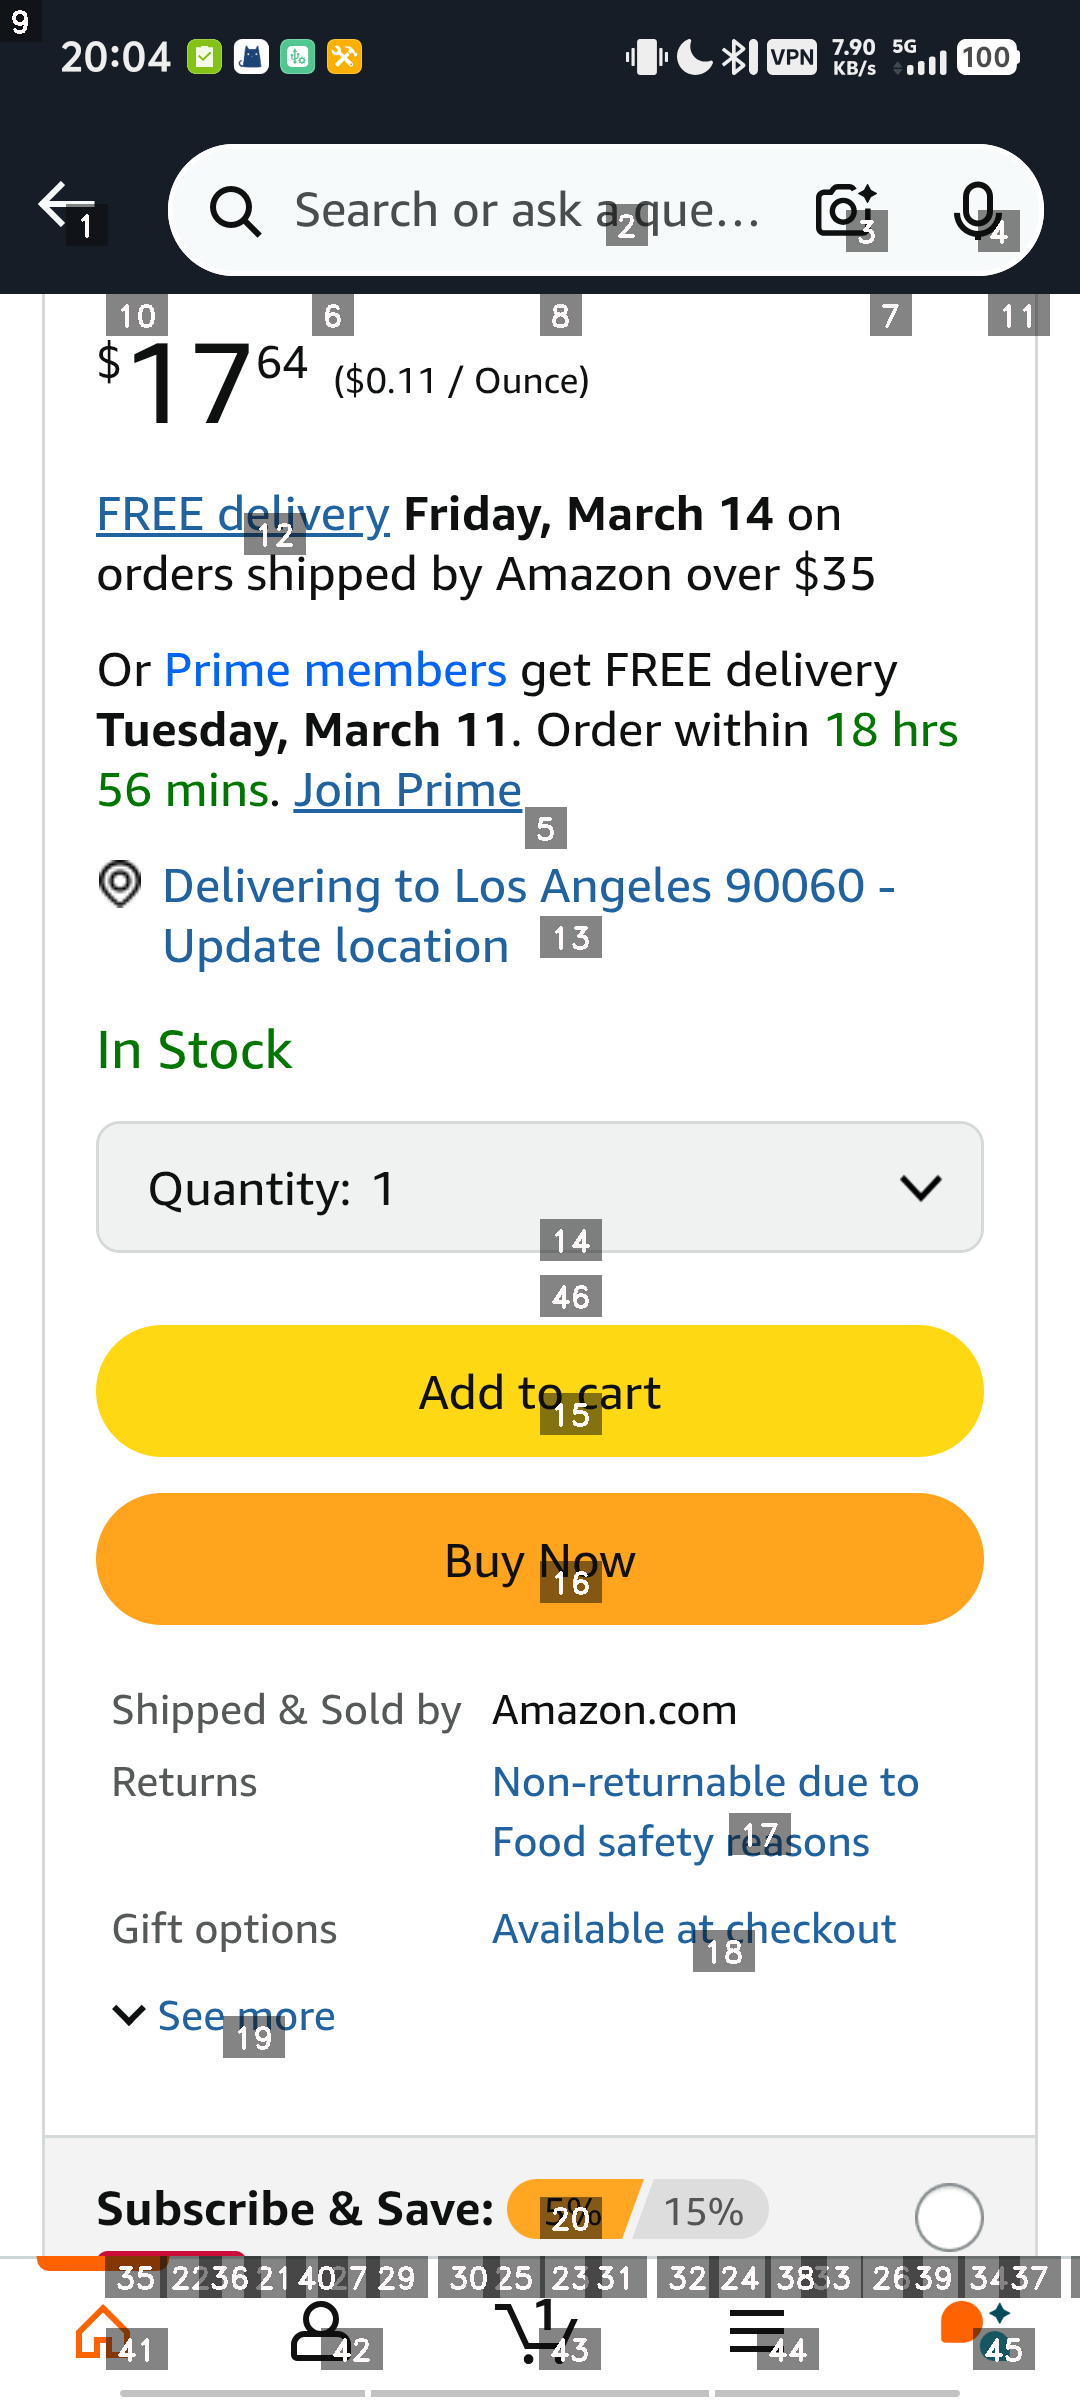 9
20:04
VPN
7.90 KB/s
5G
100
1
Search or ask a que...
2
3
4
10
6
8
7
11
$17 64 ($0.11 / Ounce)
FREE delivery Friday, March 14 on
12
orders shipped by Amazon over $35
Or Prime members get FREE delivery
Tuesday, March 11. Order within 18 hrs
56 mins. Join Prime
5
Delivering to Los Angeles 90060 -
Update location
13
In Stock
Quantity: 1
14
46
Add to cart
15
Buy Now
16
Shipped & Sold by Amazon.com
Returns Non-returnable due to
Food safety reasons
17
Gift options Available at checkout
18
See more
19
Subscribe & Save: 5% 15%
20
35 22 36 21 40 27 29 30 25 23 31 32 24 38 33 26 39 34 37
1
41
42
43
44
45